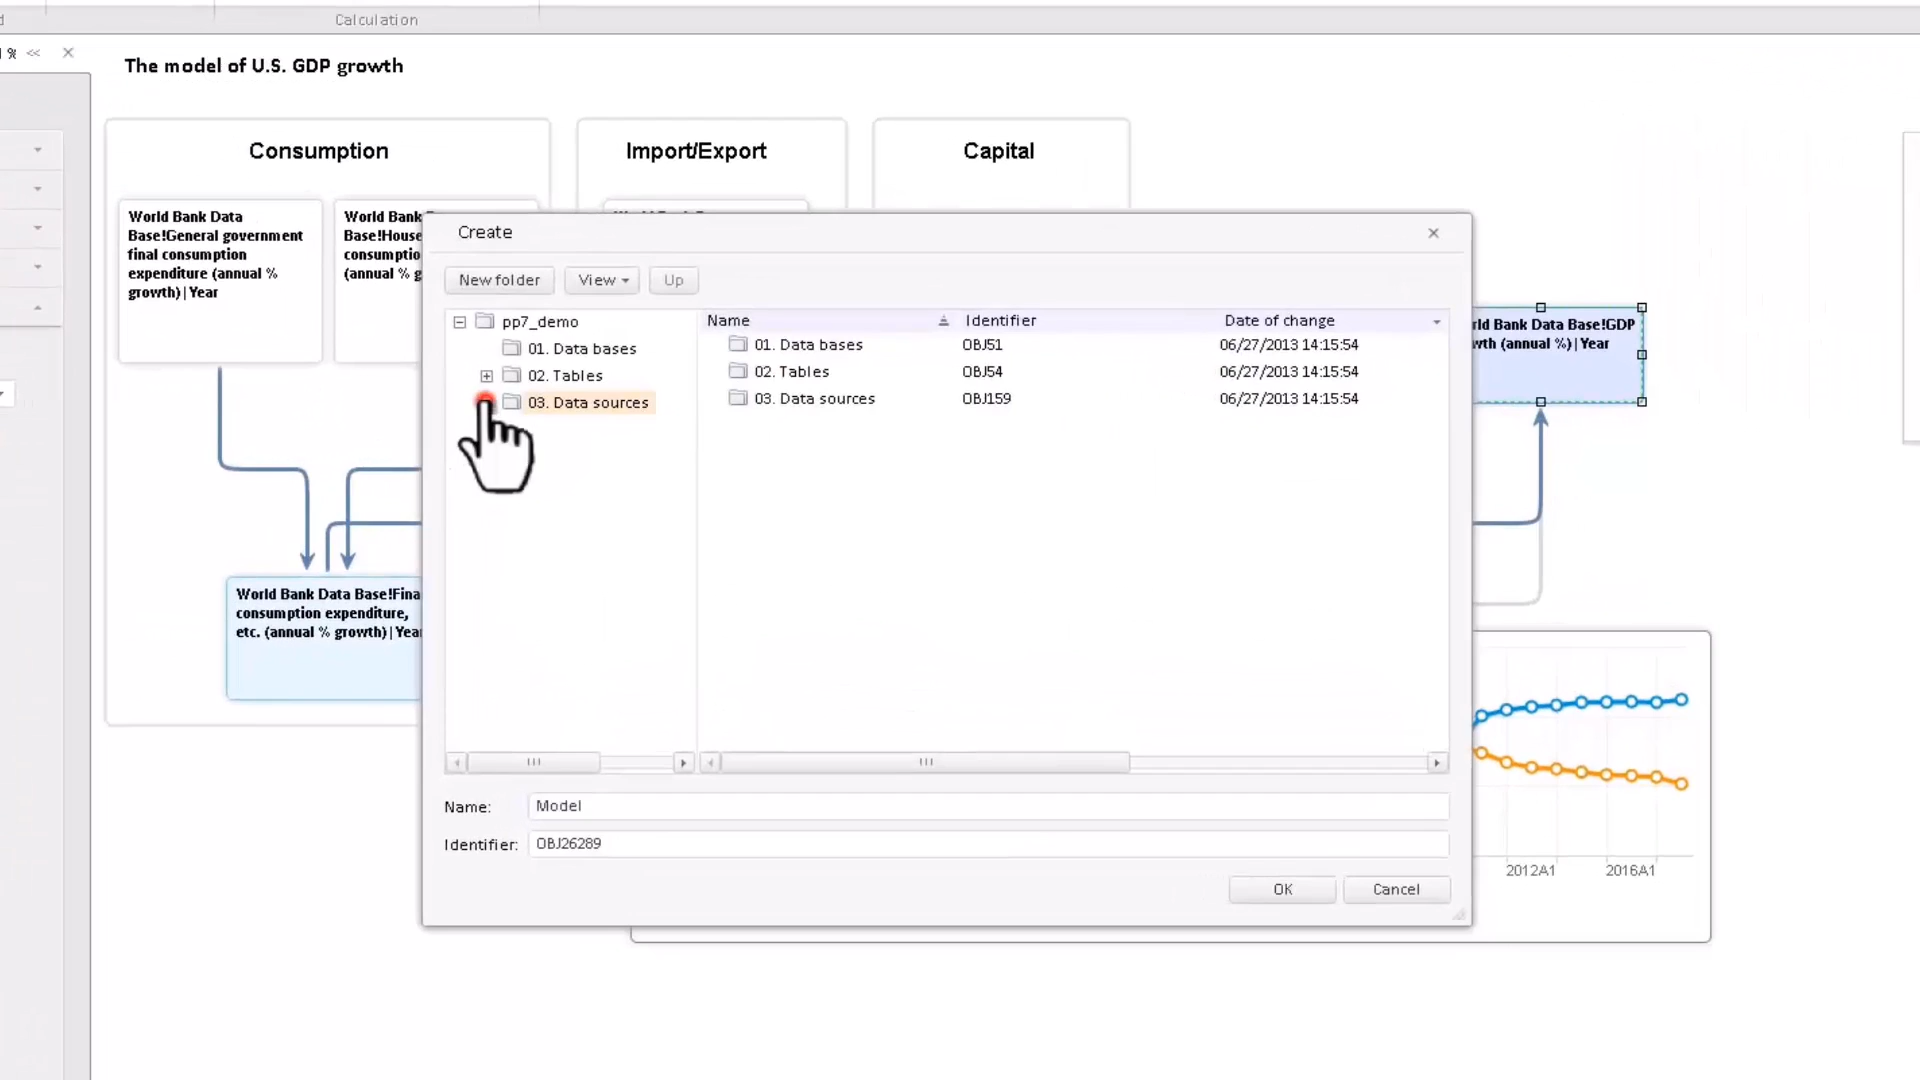 Calculation
%
The model of U.S. GDP growth
Consumption
Import/Export
Capital
World Bank Data
Base!General government
final consumption
expenditure (annual %
growth)|Year
World Bank
Base!House
consumptio
(annual % g
Create
New folder
View
Up
pp7_demo
01. Data bases
02. Tables
03. Data sources
Name Identifier Date of change
01. Data bases OBJ51 06/27/2013 14:15:54
02. Tables OBJ54 06/27/2013 14:15:54
03. Data sources OBJ159 06/27/2013 14:15:54
rld Bank Data Base!GDP
wth (annual %)|Year
World Bank Data Base!Fina
consumption expenditure,
etc. (annual % growth)|Year
Name: Model
Identifier: OBJ26289
OK
Cancel
2012A1
2016A1